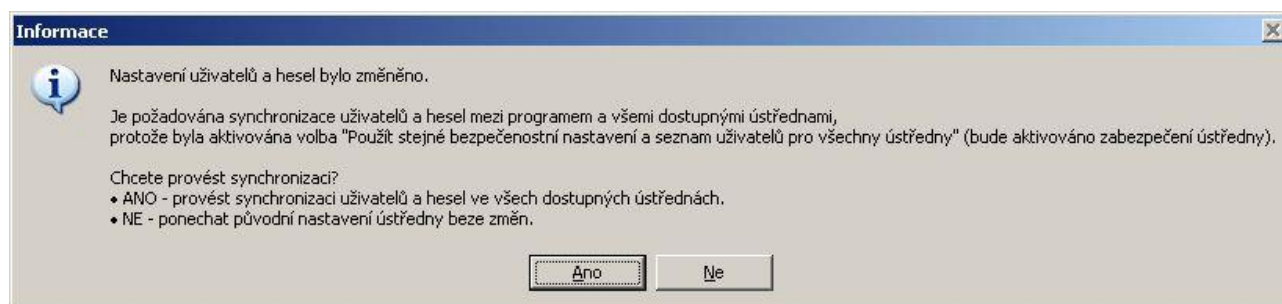 Informace
Nastavení uživatelů a hesel bylo změněno.
Je požadována synchronizace uživatelů a hesel mezi programem a všemi dostupnými ústřednami,
protože byla aktivována volba "Použít stejné bezpečenostní nastavení a seznam uživatelů pro všechny ústředny" (bude aktivováno zabezpečení ústředny).
Chcete provést synchronizaci?
• ANO - provést synchronizaci uživatelů a hesel ve všech dostupných ústřednách.
• NE - ponechat původní nastavení ústředny beze změn.
Ano
Ne